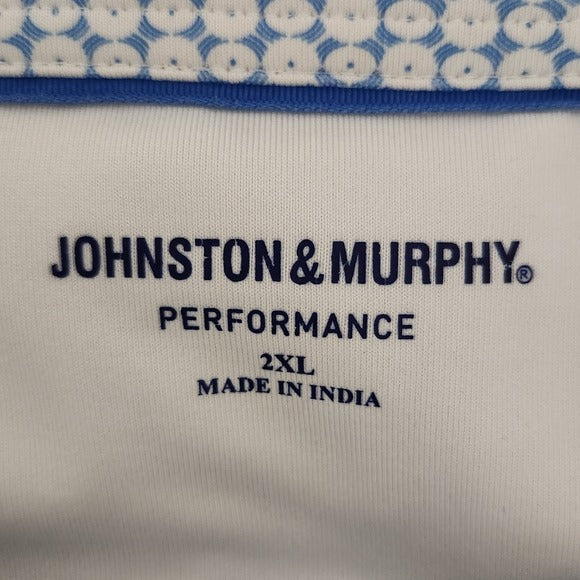 JOHNSTON & MURPHY®
PERFORMANCE
2XL
MADE IN INDIA